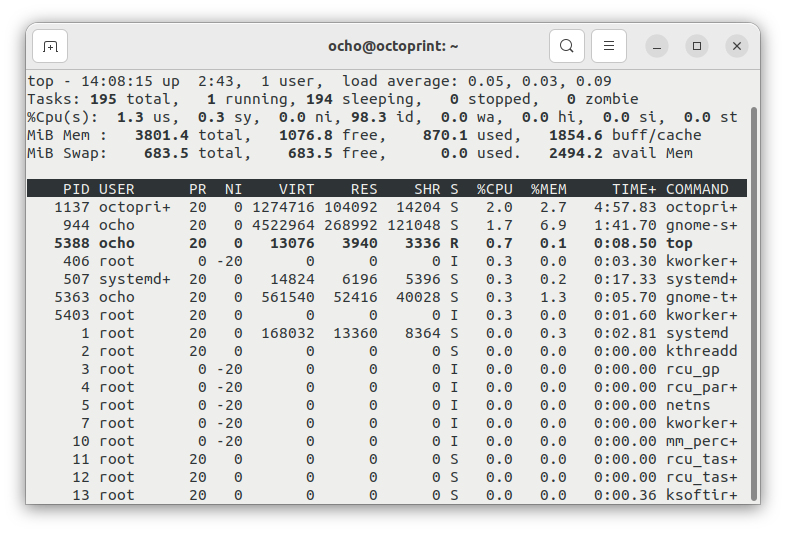 ocho@octoprint: ~
top - 14:08:15 up  2:43,  1 user,  load average: 0.05, 0.03, 0.09
Tasks: 195 total,   1 running, 194 sleeping,   0 stopped,   0 zombie
%Cpu(s):  1.3 us,  0.3 sy,  0.0 ni, 98.3 id,  0.0 wa,  0.0 hi,  0.0 si,  0.0 st
MiB Mem :   3801.4 total,   1076.8 free,    870.1 used,   1854.6 buff/cache
MiB Swap:    683.5 total,    683.5 free,      0.0 used.   2494.2 avail Mem
PID USER      PR  NI    VIRT    RES    SHR S  %CPU  %MEM     TIME+ COMMAND
1137 octopri+  20   0 1274716 104092  14204 S   2.0   2.7   4:57.83 octopri+
944 ocho      20   0 4522964 268992 121048 S   1.7   6.9   1:41.70 gnome-s+
5388 ocho      20   0   13076   3940   3336 R   0.7   0.1   0:08.50 top
406 root       0 -20       0      0      0 I   0.3   0.0   0:03.30 kworker+
507 systemd+  20   0   14824   6196   5396 S   0.3   0.2   0:17.33 systemd+
5363 ocho      20   0  561540  52416  40028 S   0.3   1.3   0:05.70 gnome-t+
5403 root      20   0       0      0      0 I   0.3   0.0   0:01.60 kworker+
1 root      20   0  168032  13360   8364 S   0.0   0.3   0:02.81 systemd
2 root      20   0       0      0      0 S   0.0   0.0   0:00.00 kthreadd
3 root       0 -20       0      0      0 I   0.0   0.0   0:00.00 rcu_gp
4 root       0 -20       0      0      0 I   0.0   0.0   0:00.00 rcu_par+
5 root       0 -20       0      0      0 I   0.0   0.0   0:00.00 netns
7 root       0 -20       0      0      0 I   0.0   0.0   0:00.00 kworker+
10 root       0 -20       0      0      0 I   0.0   0.0   0:00.00 mm_perc+
11 root      20   0       0      0      0 S   0.0   0.0   0:00.00 rcu_tas+
12 root      20   0       0      0      0 S   0.0   0.0   0:00.00 rcu_tas+
13 root      20   0       0      0      0 S   0.0   0.0   0:00.36 ksoftir+